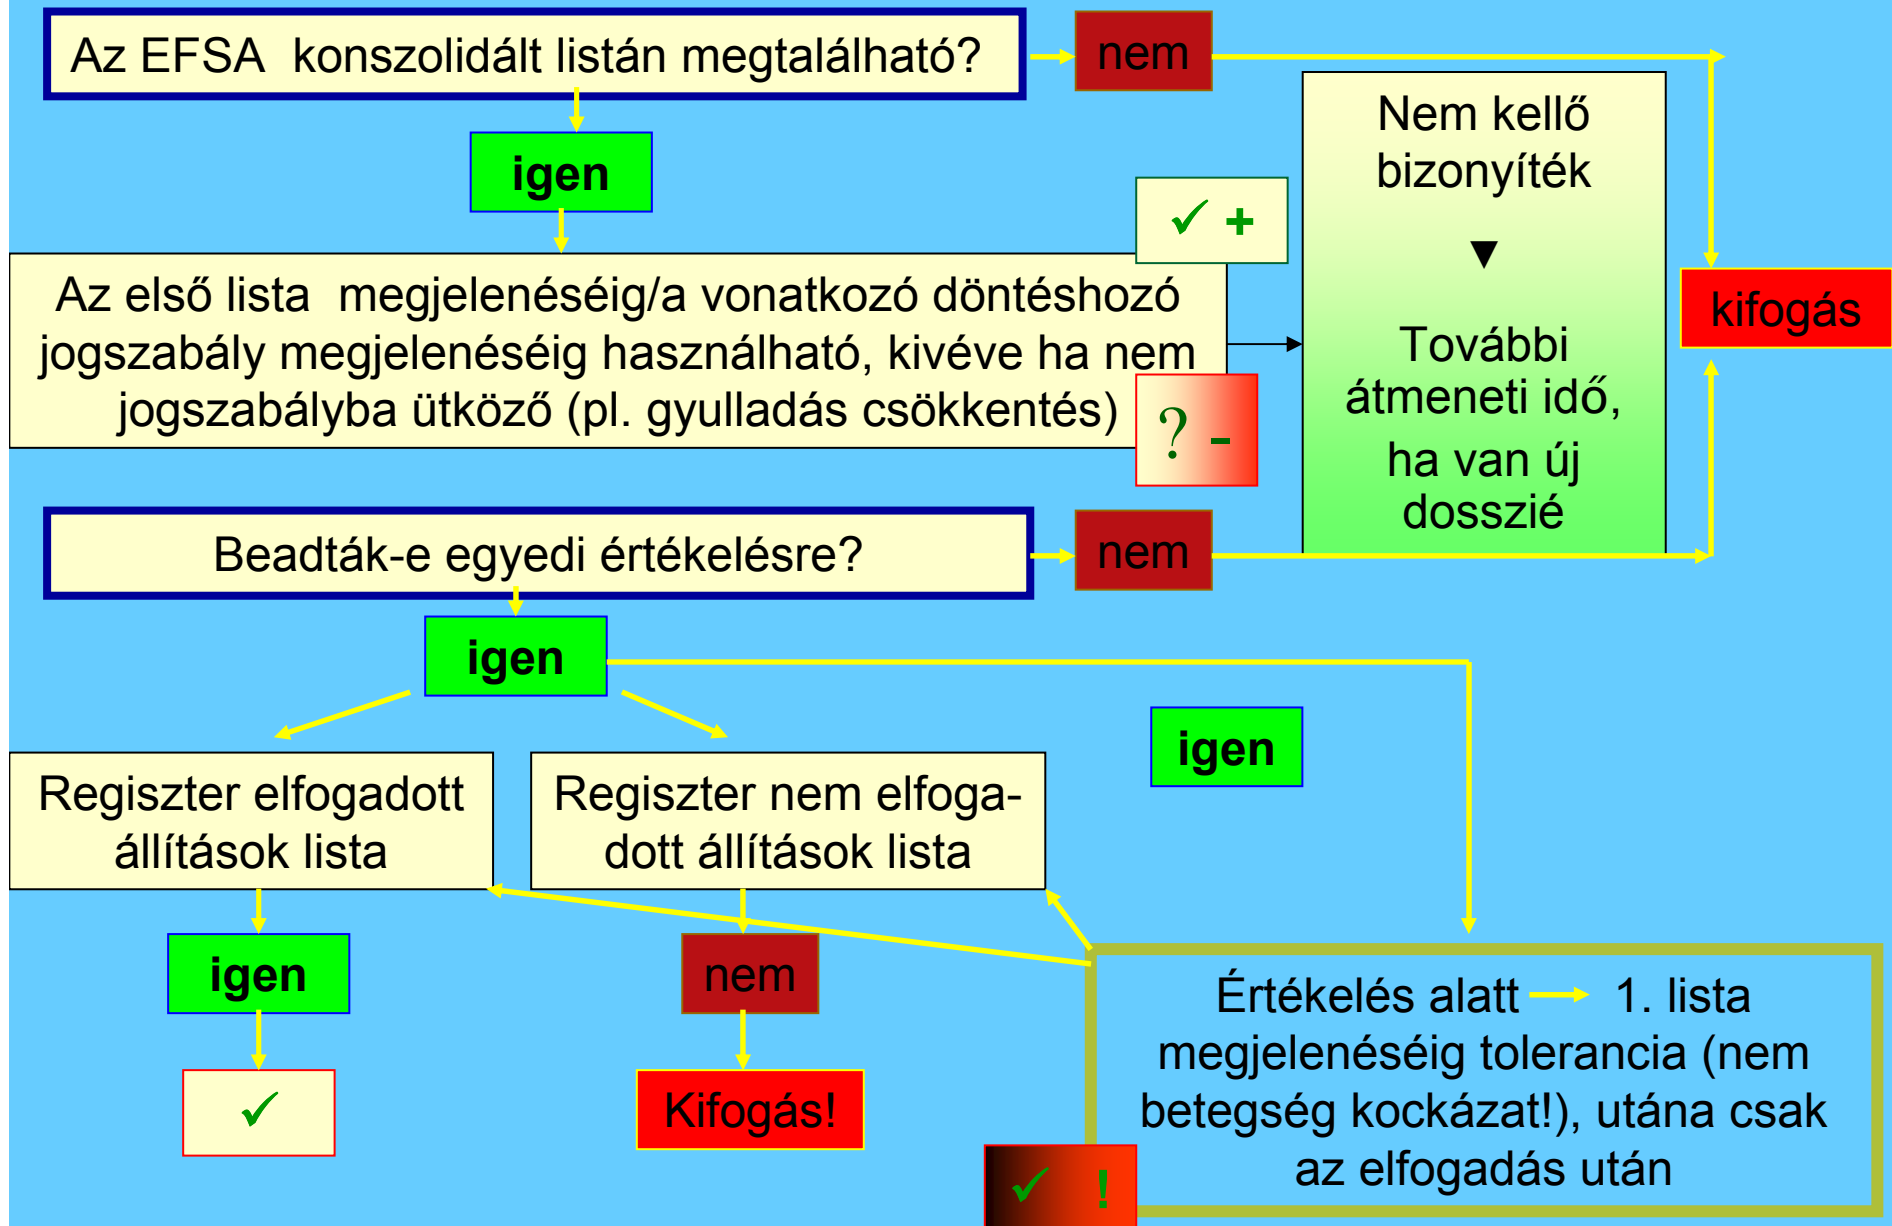 Az EFSA  konszolidált listán megtalálható?
nem
igen
Nem kellő
bizonyíték
▼
További
átmeneti idő,
ha van új
dosszié
✓ +
kifogás
Az első lista  megjelenéséig/a vonatkozó döntéshozó
jogszabály megjelenéséig használható, kivéve ha nem
jogszabályba ütköző (pl. gyulladás csökkentés)
? -
Beadták-e egyedi értékelésre?
nem
igen
igen
Regiszter elfogadott
állítások lista
Regiszter nem elfoga-
dott állítások lista
igen
nem
✓
Kifogás!
Értékelés alatt → 1. lista
megjelenéséig tolerancia (nem
betegség kockázat!), utána csak
az elfogadás után
✓ !